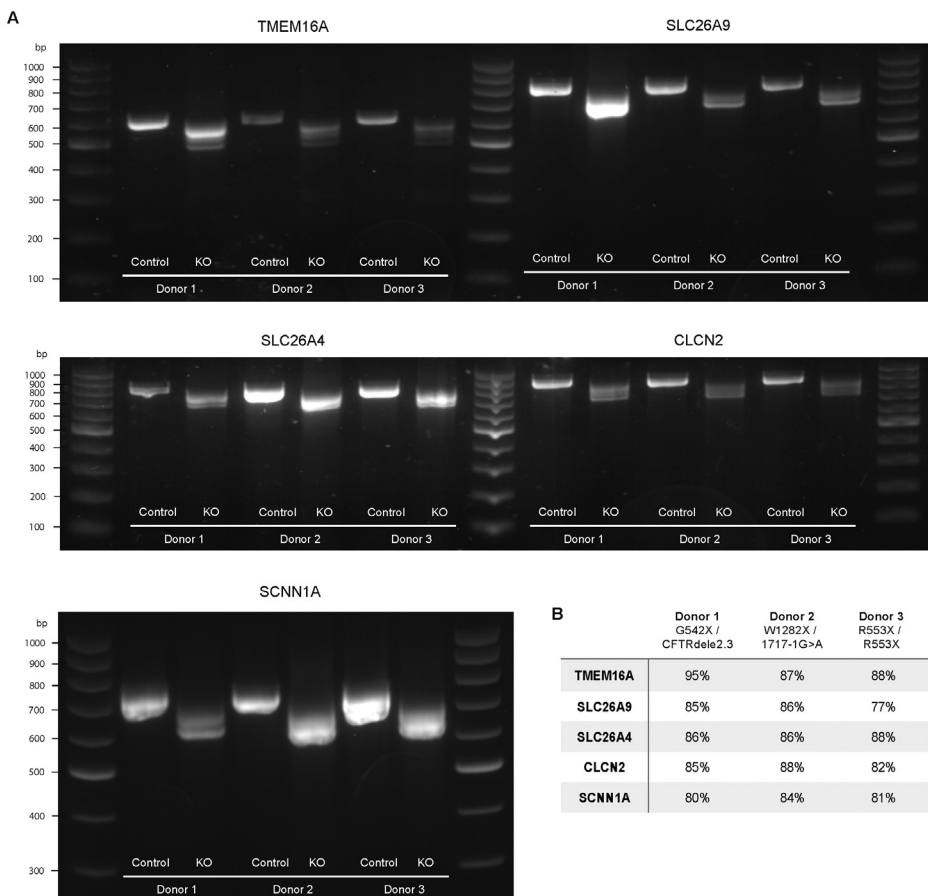 A
TMEM16A
SLC26A9
bp
1000
900
800
700
600
500
400
300
200
100
Control KO Control KO Control KO
Donor 1 Donor 2 Donor 3
Control KO Control KO Control KO
Donor 1 Donor 2 Donor 3
SLC26A4
CLCN2
bp
1000
900
800
700
600
500
400
300
200
100
Control KO Control KO Control KO
Donor 1 Donor 2 Donor 3
Control KO Control KO Control KO
Donor 1 Donor 2 Donor 3
SCNN1A
bp
1000
900
800
700
600
500
400
300
Control KO Control KO Control KO
Donor 1 Donor 2 Donor 3
B
Donor 1 Donor 2 Donor 3
G542X / W1282X / R553X /
CFTRdele2.3 1717-1G>A R553X
TMEM16A 95% 87% 88%
SLC26A9 85% 86% 77%
SLC26A4 86% 86% 88%
CLCN2 85% 88% 82%
SCNN1A 80% 84% 81%